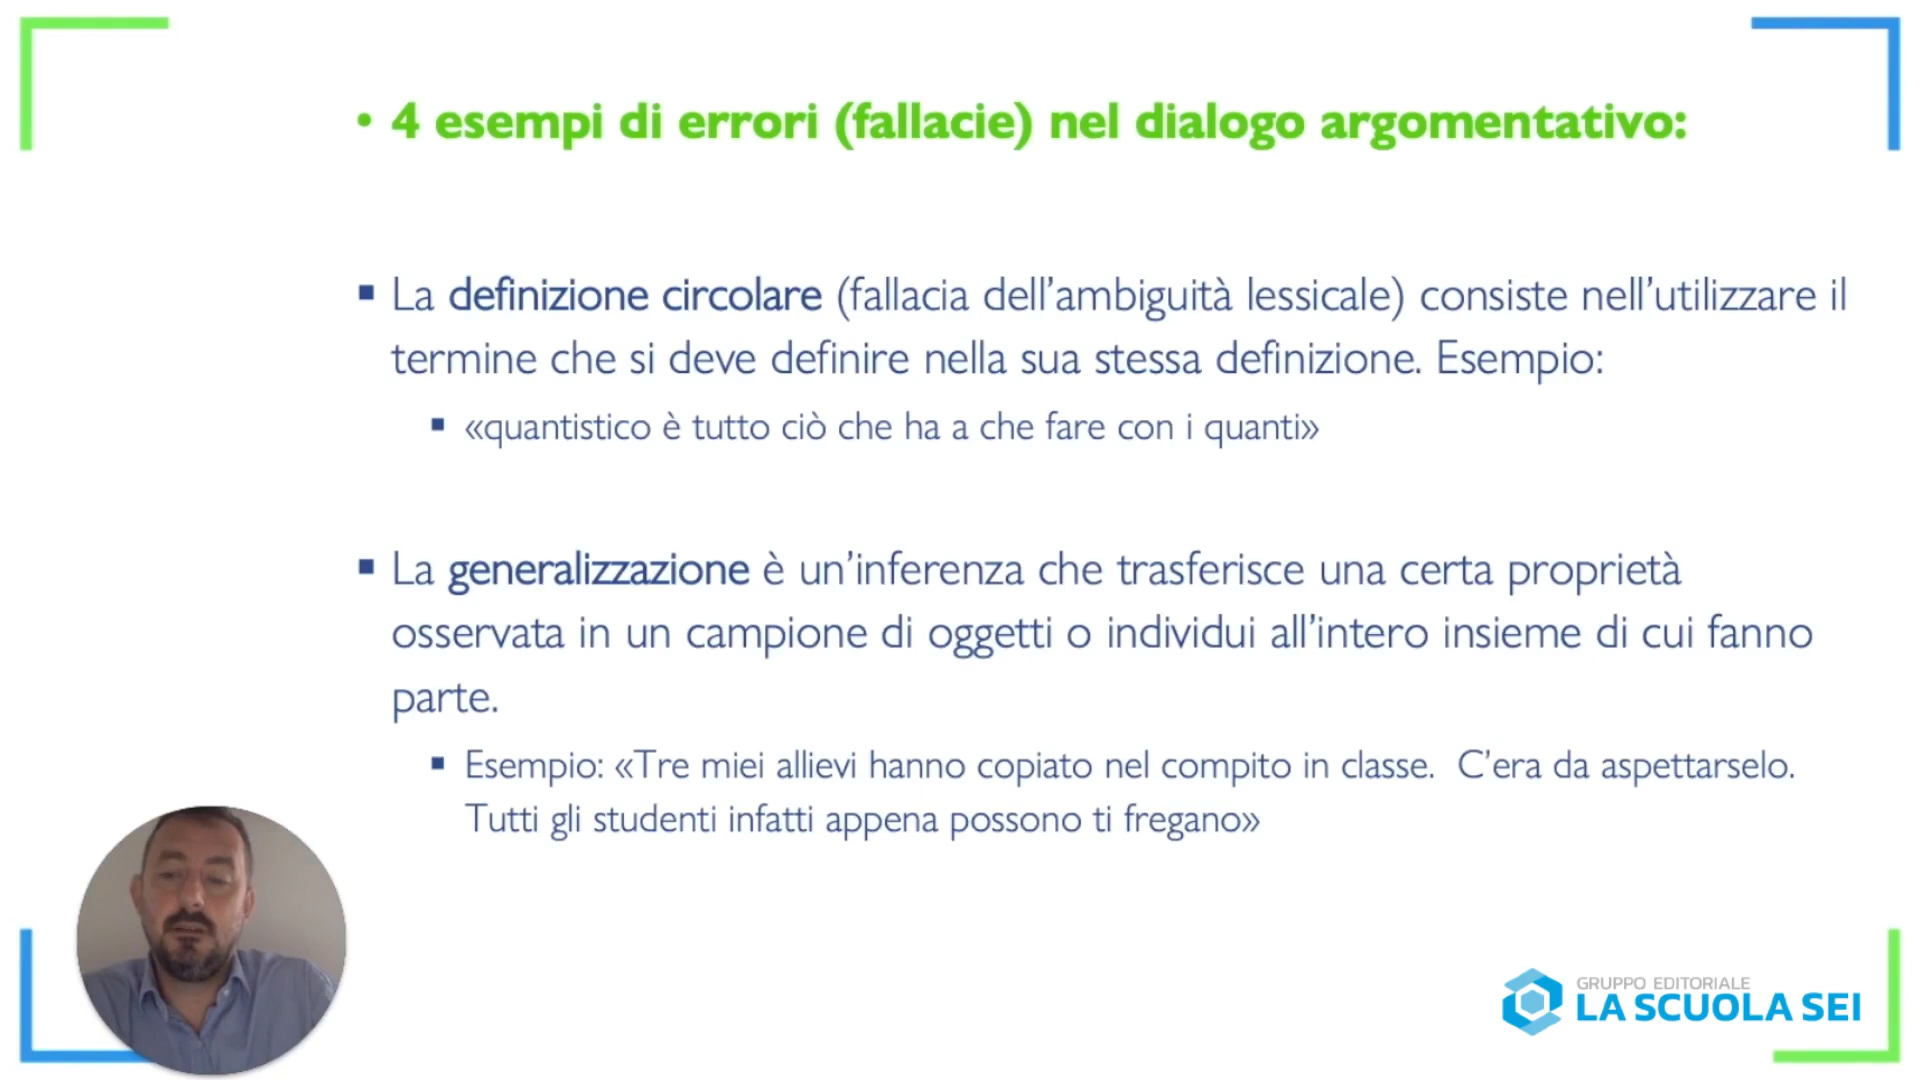 • 4 esempi di errori (fallacie) nel dialogo argomentativo:
▪ La definizione circolare (fallacia dell’ambiguità lessicale) consiste nell’utilizzare il
termine che si deve definire nella sua stessa definizione. Esempio:
▪ «quantistico è tutto ciò che ha a che fare con i quanti»
▪ La generalizzazione è un’inferenza che trasferisce una certa proprietà
osservata in un campione di oggetti o individui all’intero insieme di cui fanno
parte.
▪ Esempio: «Tre miei allievi hanno copiato nel compito in classe.  C’era da aspettarselo.
Tutti gli studenti infatti appena possono ti fregano»
GRUPPO EDITORIALE
LA SCUOLA SEI